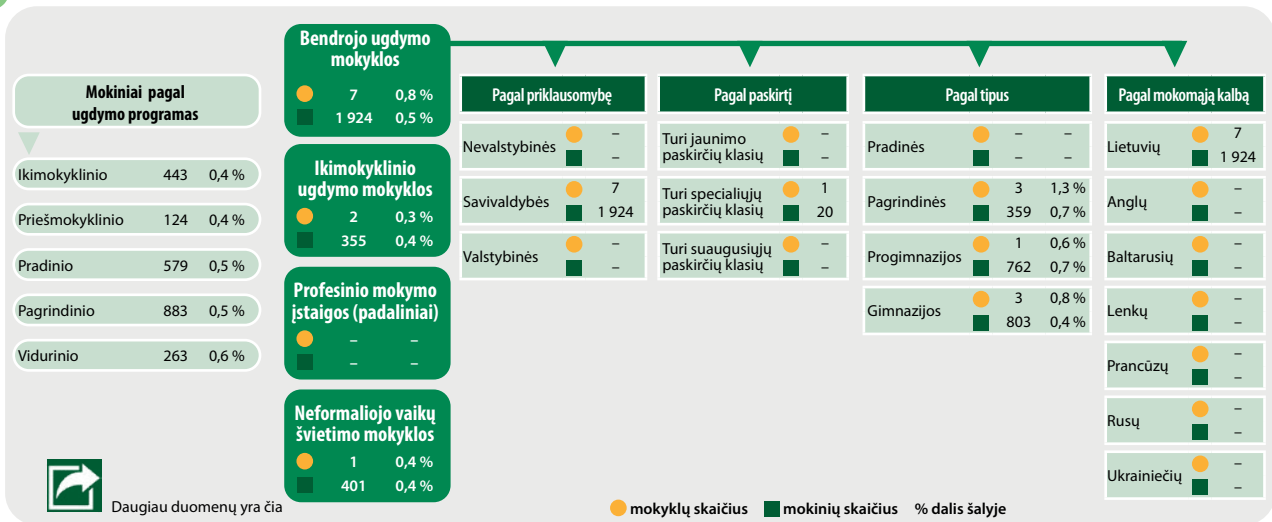 Mokiniai pagal
ugdymo programas
Ikimokyklinio 443 0,4 %
Priešmokyklinio 124 0,4 %
Pradinio 579 0,5 %
Pagrindinio 883 0,5 %
Vidurinio 263 0,6 %
Bendrojo ugdymo
mokyklos
7 0,8 %
1 924 0,5 %
Ikimokyklinio
ugdymo mokyklos
2 0,3 %
355 0,4 %
Profesinio mokymo
įstaigos (padaliniai)
– –
– –
Neformaliojo vaikų
švietimo mokyklos
1 0,4 %
401 0,4 %
Pagal priklausomybę
Nevalstybinės –
–
Savivaldybės 7
1 924
Valstybinės –
–
Pagal paskirtį
Turi jaunimo –
paskirčių klasių –
Turi specialiųjų 1
paskirčių klasių 20
Turi suaugusiųjų –
paskirčių klasių –
Pagal tipus
Pradinės – –
– –
Pagrindinės 3 1,3 %
359 0,7 %
Progimnazijos 1 0,6 %
762 0,7 %
Gimnazijos 3 0,8 %
803 0,4 %
Pagal mokomąją kalbą
Lietuvių 7
1 924
Anglų –
–
Baltarusių –
–
Lenkų –
–
Prancūzų –
–
Rusų –
–
Ukrainiečių –
–
Daugiau duomenų yra čia
mokyklų skaičius mokinių skaičius % dalis šalyje